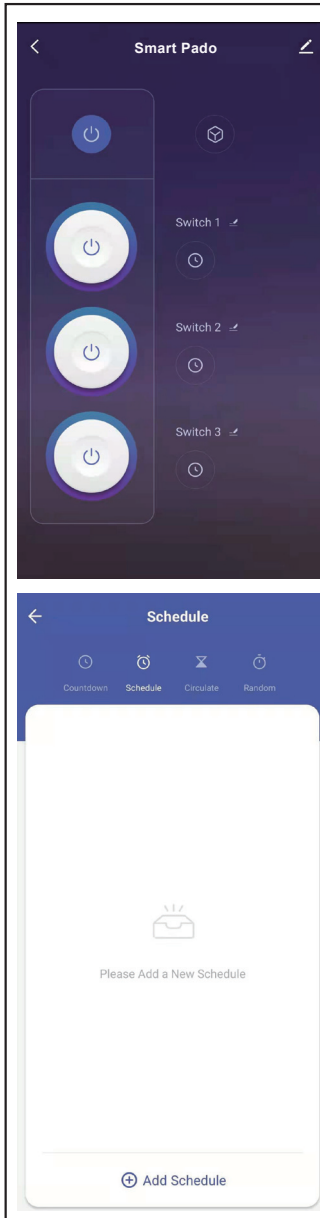 Smart Pado
Switch 1
Switch 2
Switch 3
Schedule
Countdown Schedule Circulate Random
Please Add a New Schedule
Add Schedule